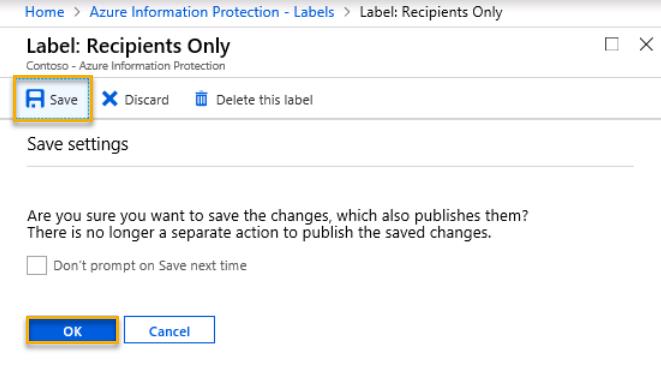 Home > Azure Information Protection - Labels > Label: Recipients Only
Label: Recipients Only
Contoso - Azure Information Protection
Save Discard Delete this label
Save settings
Are you sure you want to save the changes, which also publishes them?
There is no longer a separate action to publish the saved changes.
Don't prompt on Save next time
OK Cancel